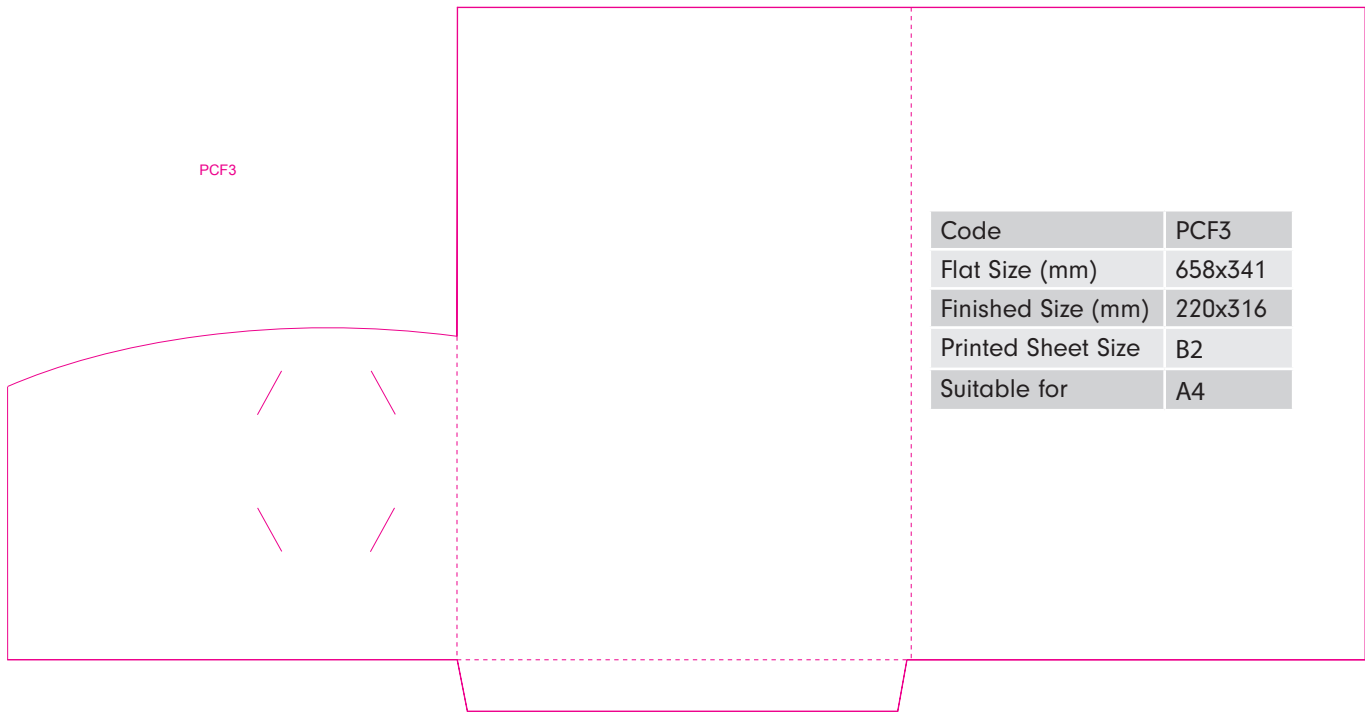 PCF3
Code PCF3
Flat Size (mm) 658x341
Finished Size (mm) 220x316
Printed Sheet Size B2
Suitable for A4